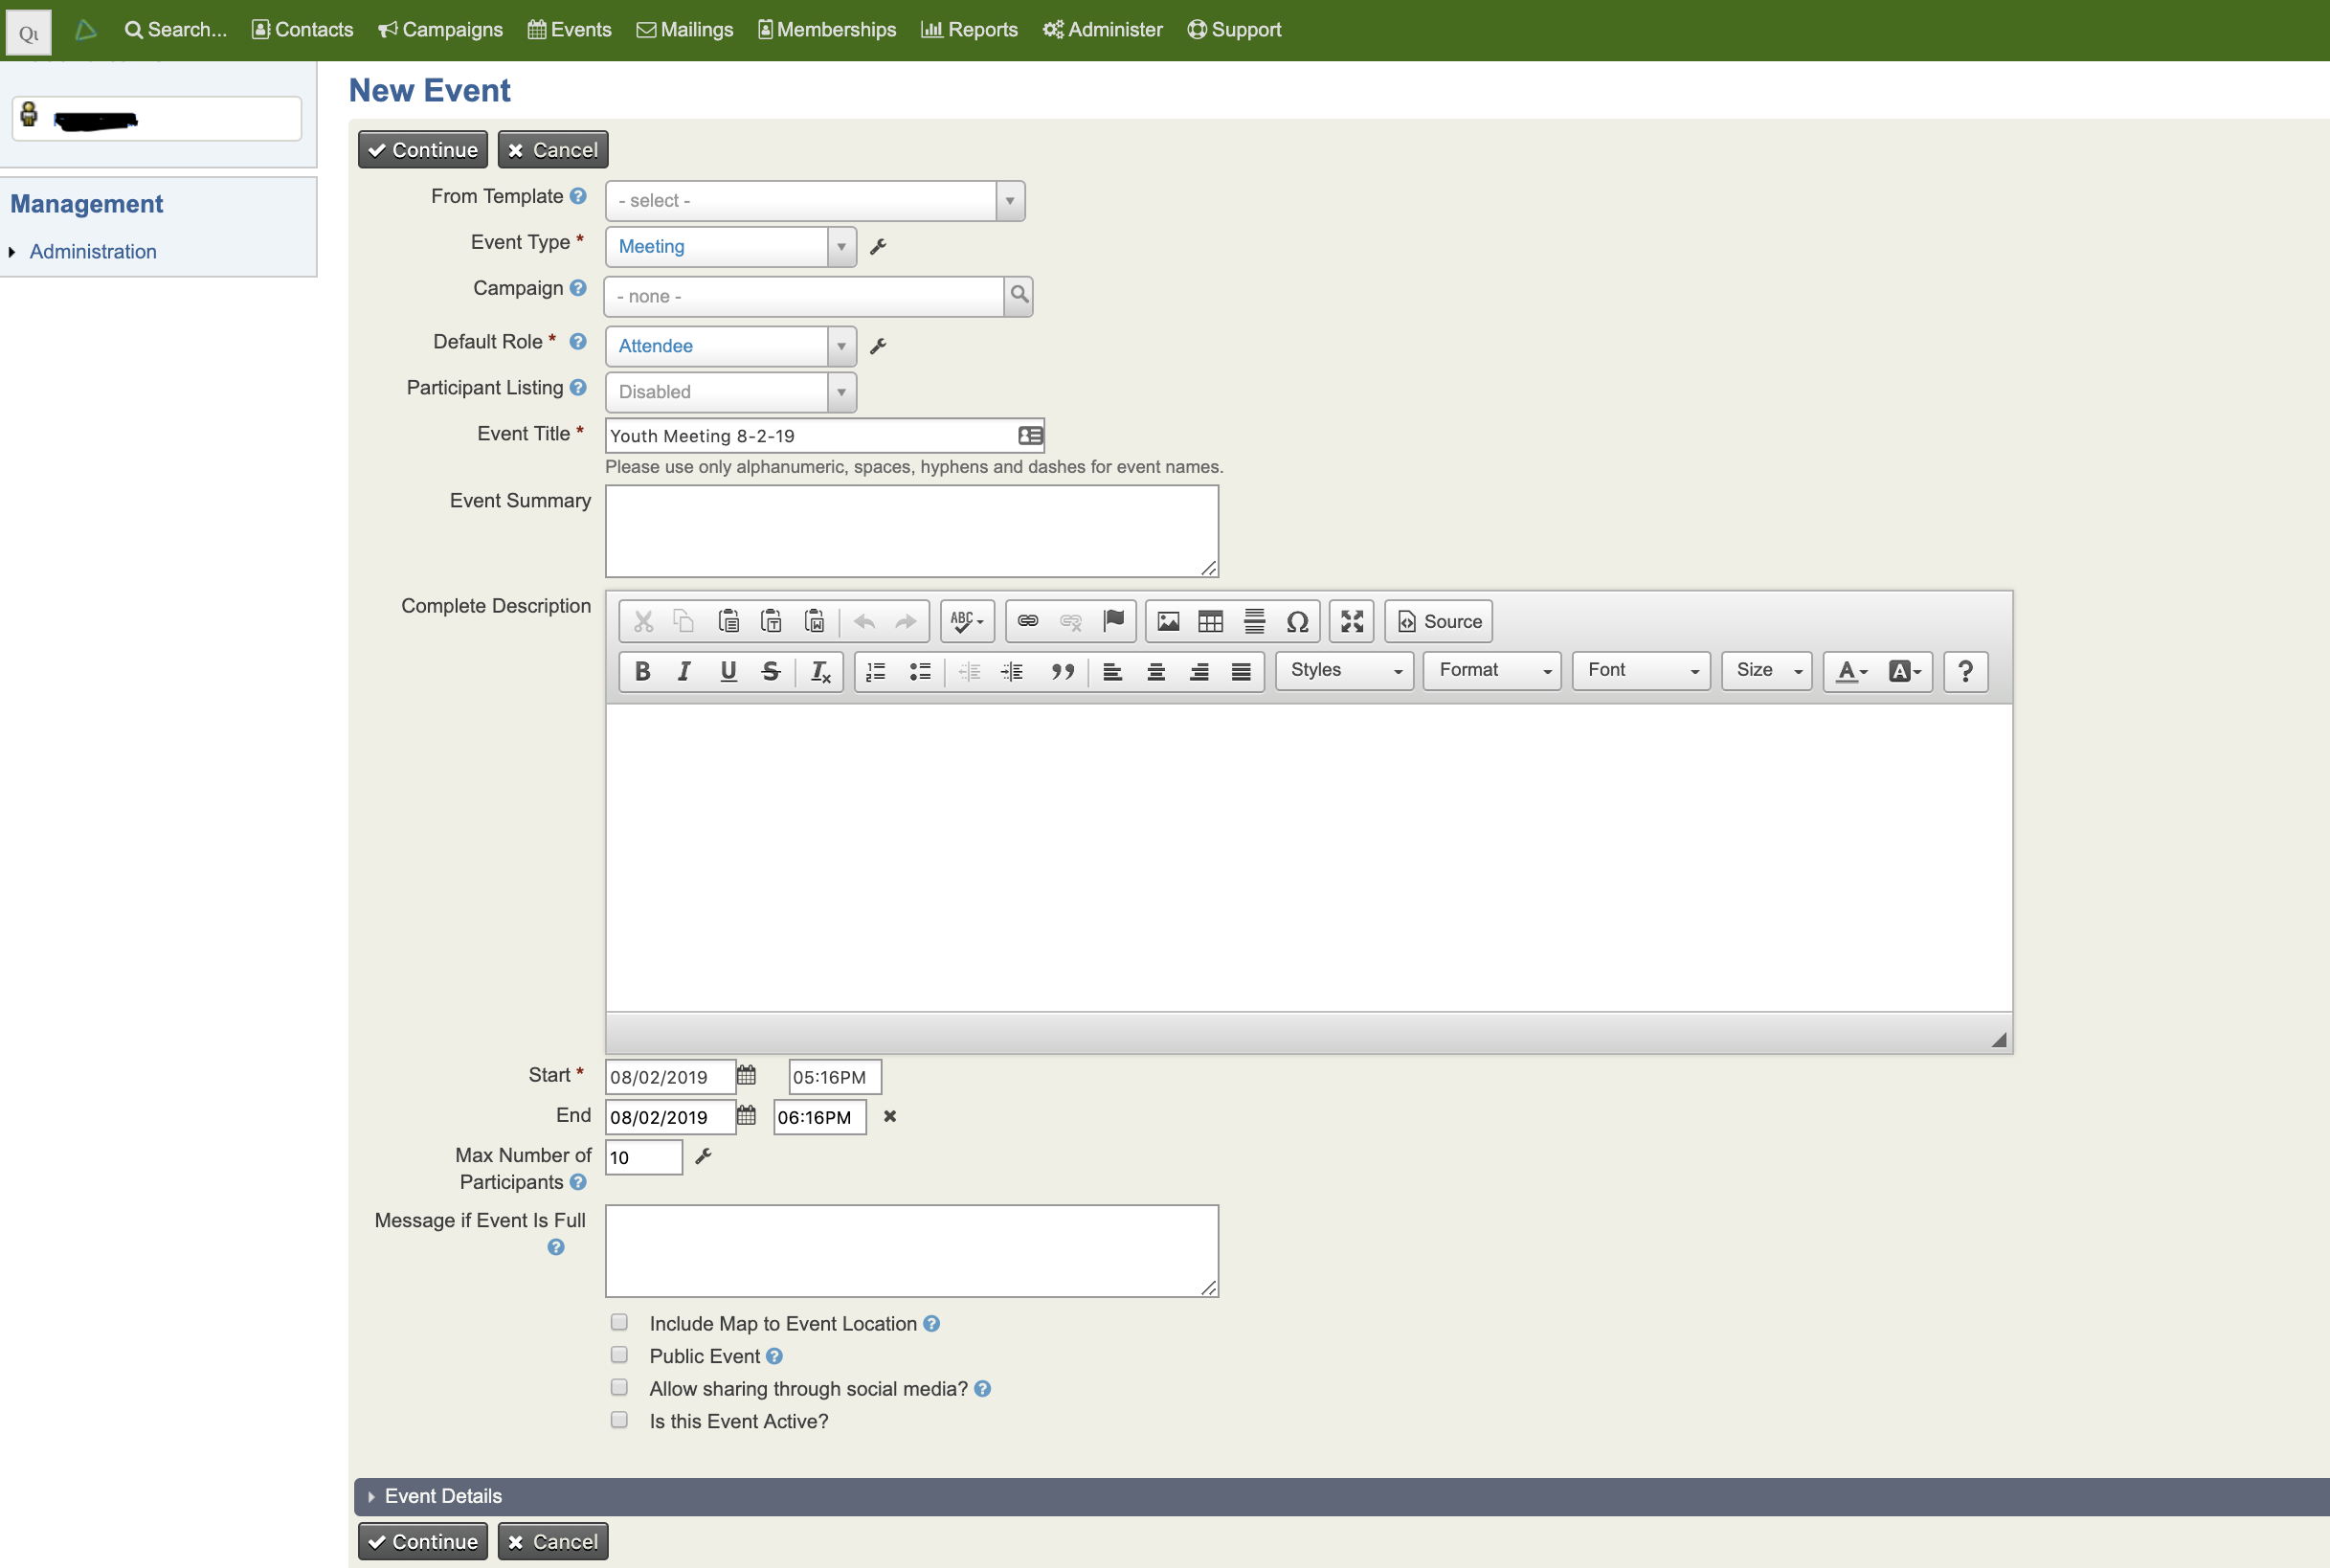 Qu Search... Contacts Campaigns Events Mailings Memberships Reports Administer Support
New Event
Continue Cancel
Management
Administration
From Template ? - select -
Event Type * Meeting
Campaign ? - none -
Default Role * ? Attendee
Participant Listing ? Disabled
Event Title * Youth Meeting 8-2-19
Please use only alphanumeric, spaces, hyphens and dashes for event names.
Event Summary
Complete Description
ABC Source
B I U S Ix Styles Format Font Size A A ?
Start * 08/02/2019 05:16PM
End 08/02/2019 06:16PM
Max Number of 10
Participants ?
Message if Event Is Full
?
Include Map to Event Location ?
Public Event ?
Allow sharing through social media? ?
Is this Event Active?
Event Details
Continue Cancel